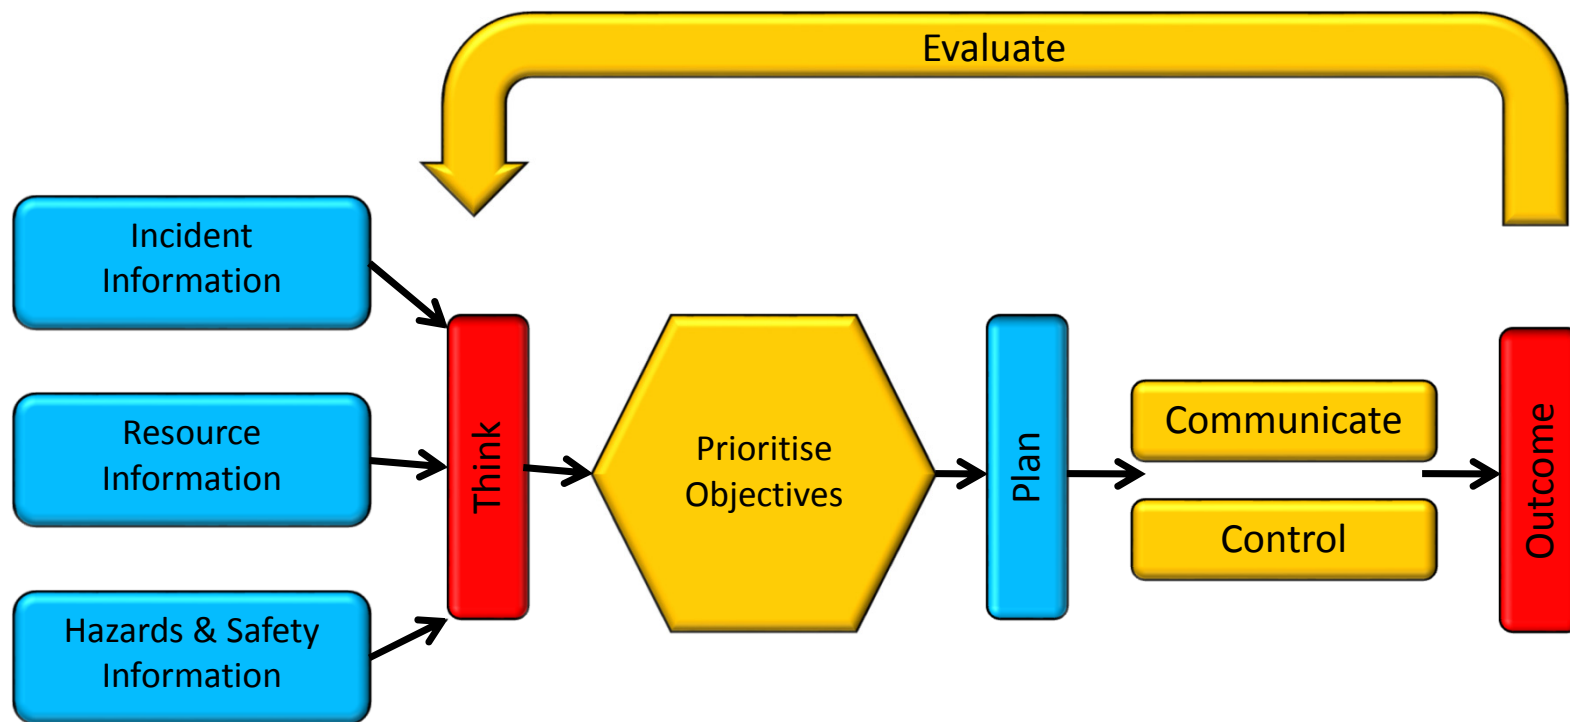 Evaluate
Incident
Information
Resource
Information
Hazards & Safety
Information
Think
Prioritise
Objectives
Plan
Communicate
Control
Outcome